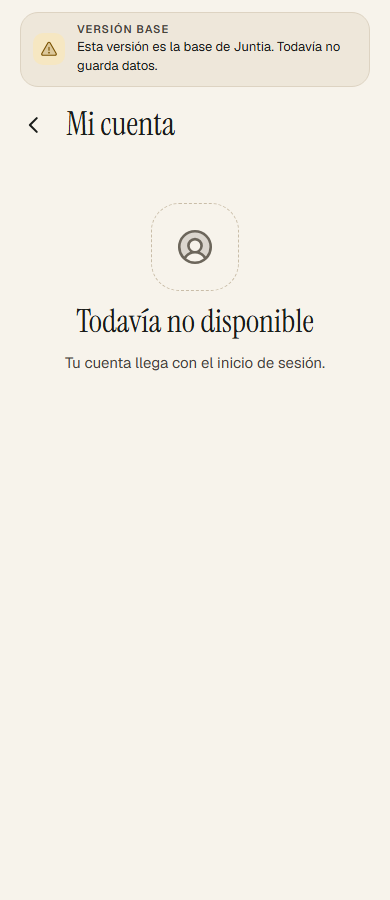 VERSIÓN BASE
Esta versión es la base de Juntia. Todavía no
guarda datos.
Mi cuenta
Todavía no disponible
Tu cuenta llega con el inicio de sesión.